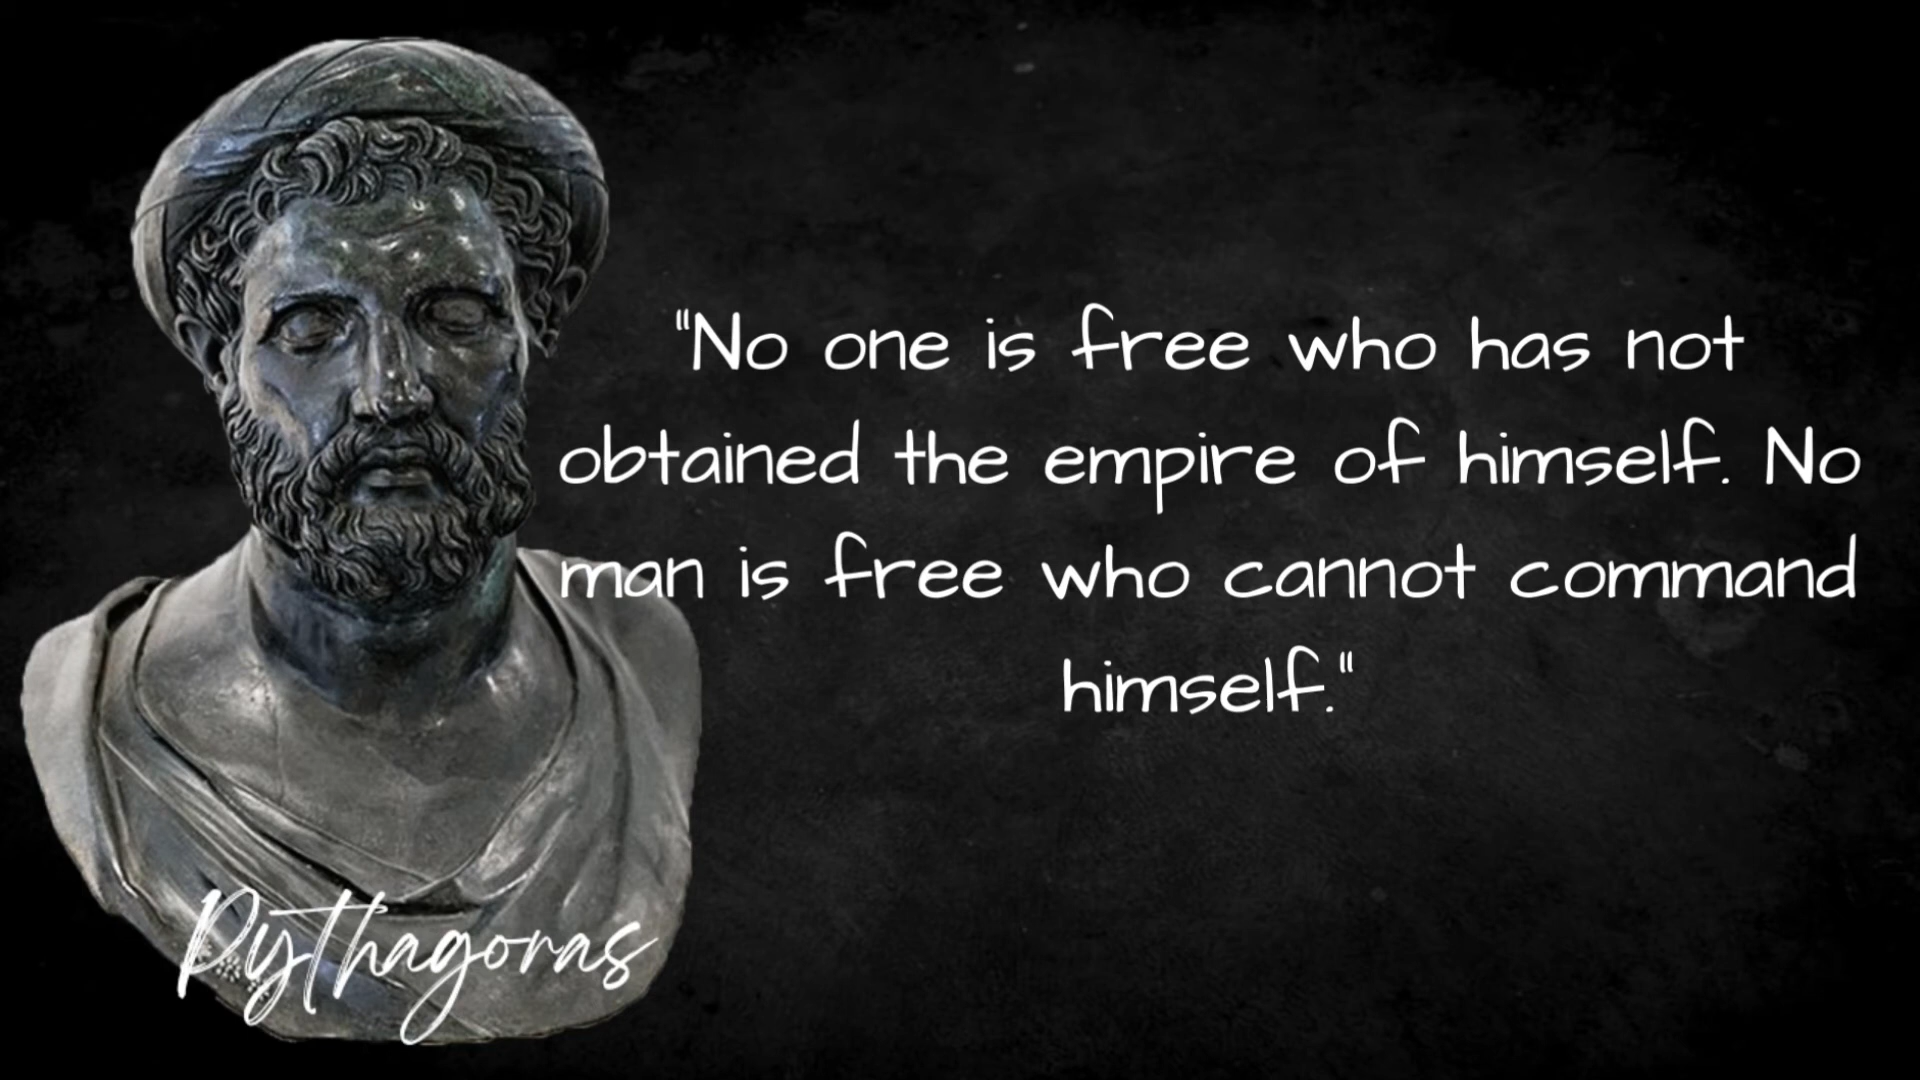 "No one is free who has not
obtained the empire of himself. No
man is free who cannot command
himself."
Pythagoras